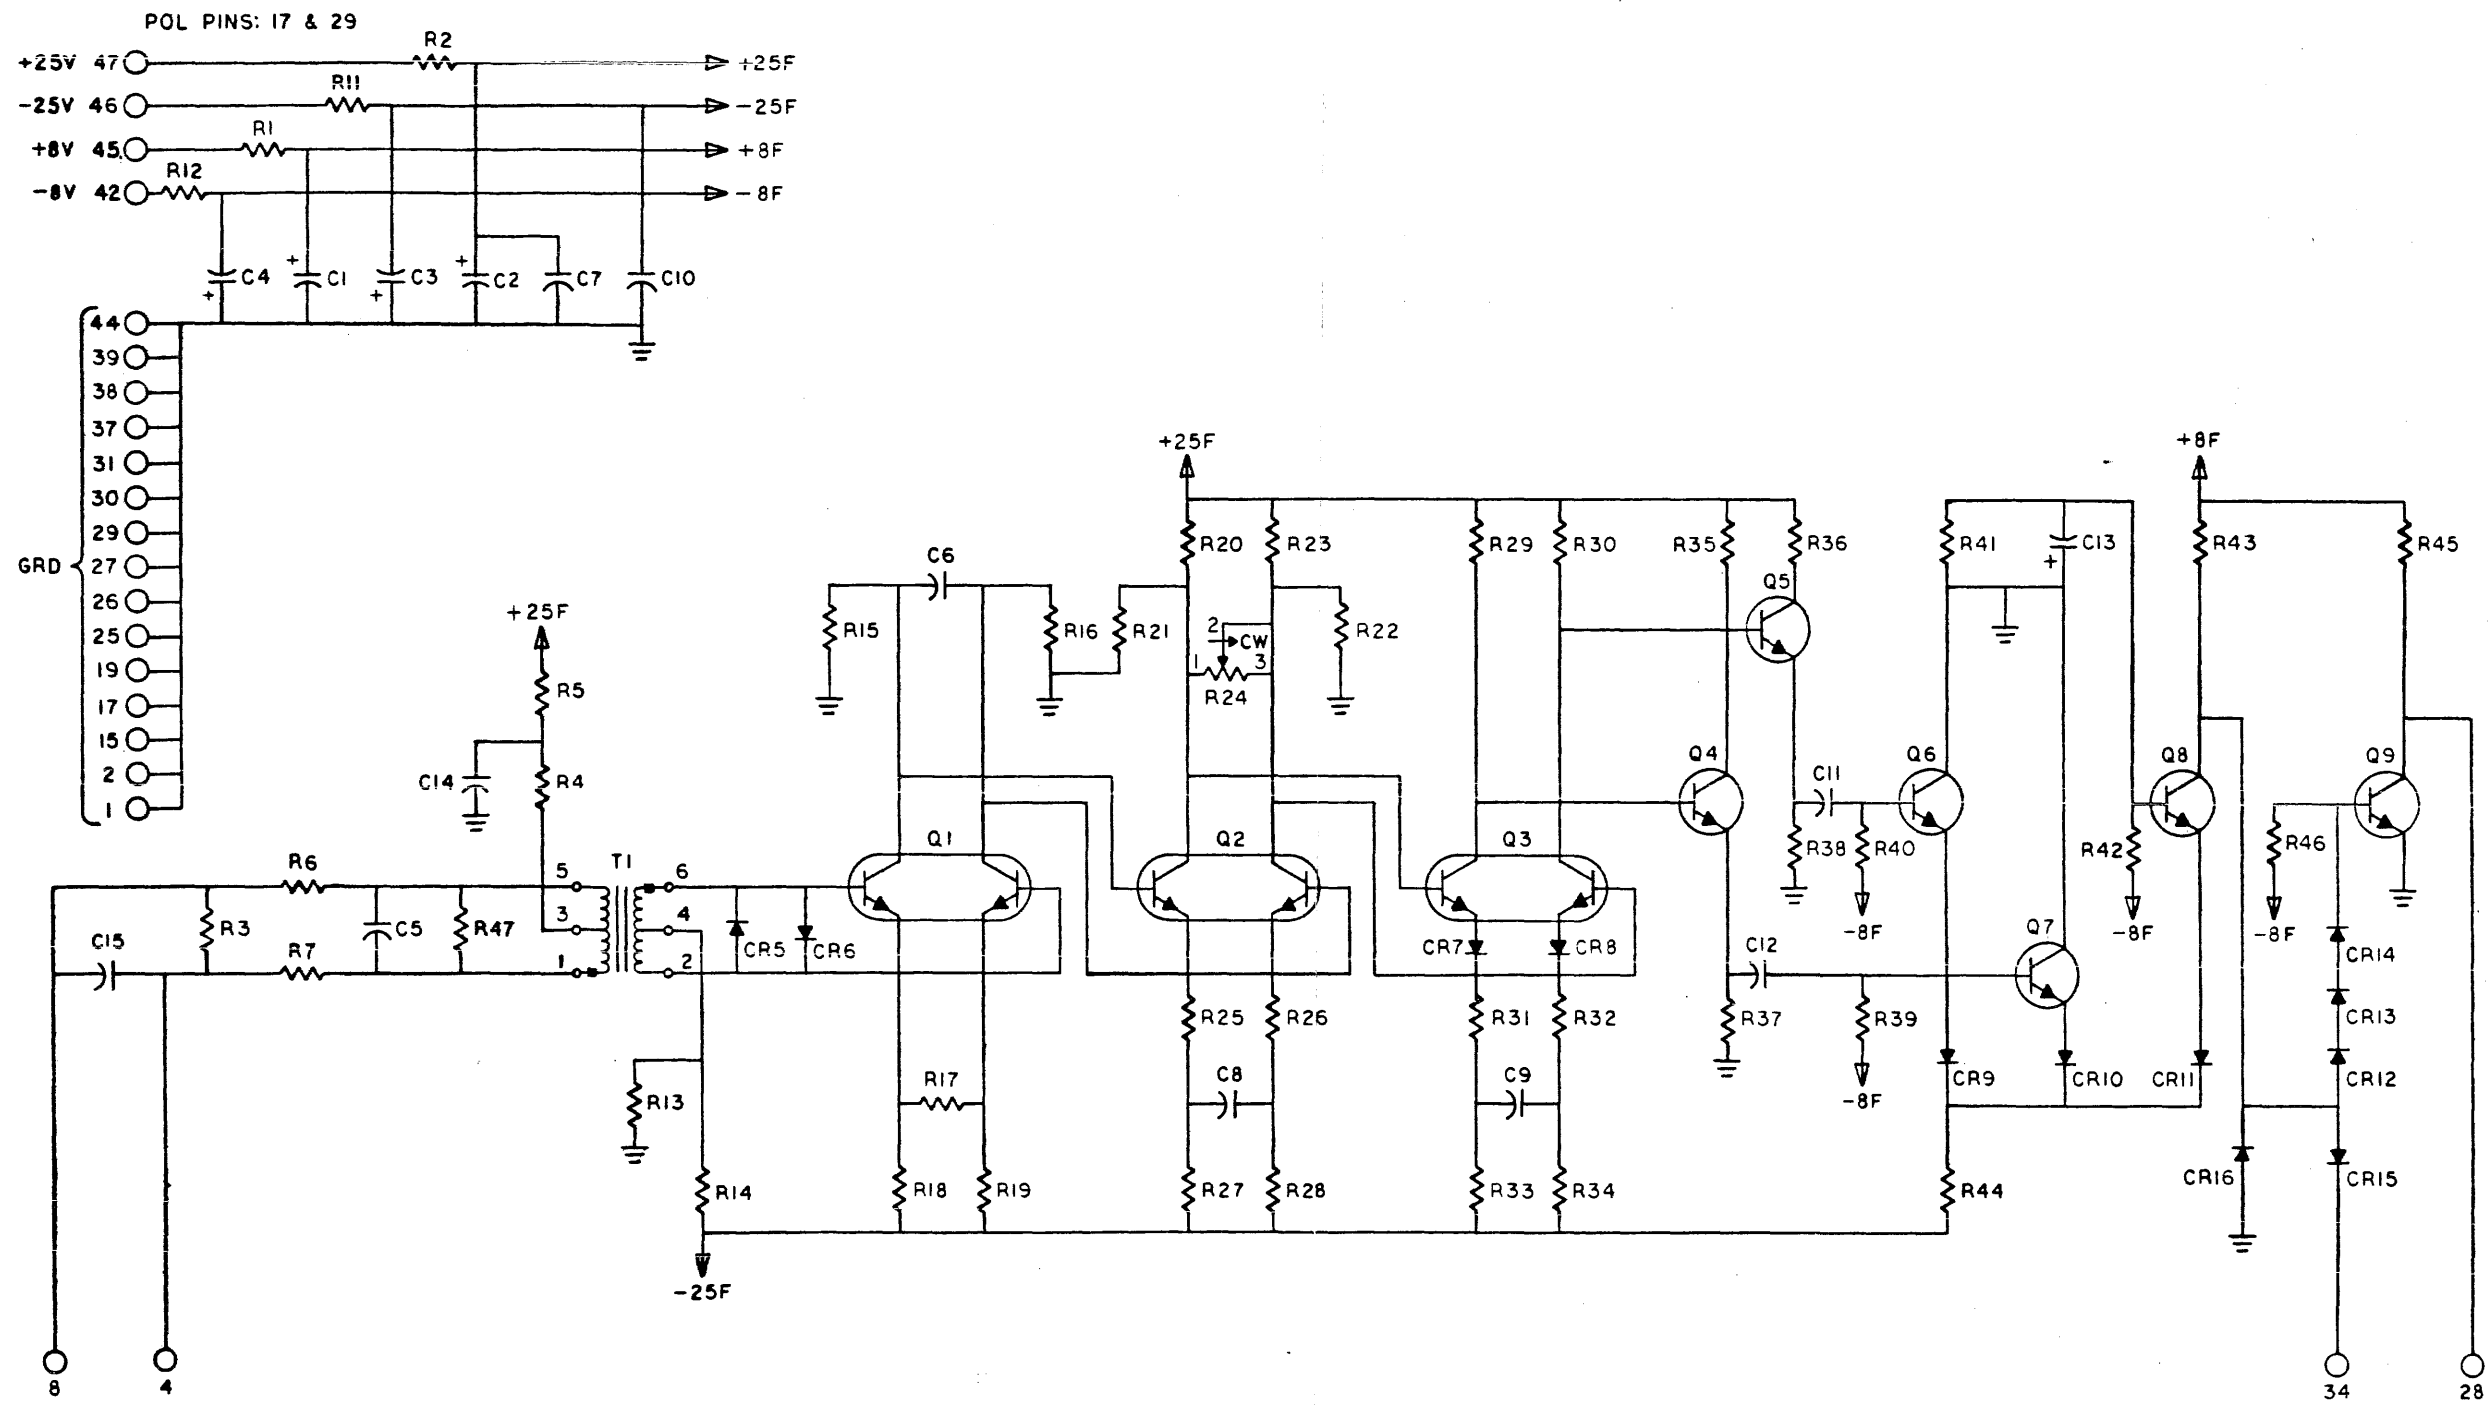 POL PINS: 17 & 29
R2
+25V 47 +25F
R11
-25V 46 -25F
R1
+8V 45 +8F
R12
-8V 42 -8F
+ C4 + C1 + C3 + C2 C7 C10
44
39
38
37
31
30
29
GRD 27
26
25
19
17
15
2
1
+25F +8F
R20 R23 R29 R30 R35 R36 R41 C13 + R43 R45
C6
Q5
+25F
R15 R16 R21 2 CW R22
1 3
R24
R5
Q4 C11 Q6 Q8 Q9
C14 R4
Q1 Q2 Q3 R38 R40 R42 R46
R6 5 T1 6
3 4
-8F Q7 -8F -8F
C15 R3 R7 C5 R47 1 2 CR5 CR6 CR7 CR8 C12 CR14
R25 R26 R31 R32 R37 R39 CR13
R13 R17 C8 C9 -8F CR9 CR10 CR11 CR12
R14 R18 R19 R27 R28 R33 R34 R44 CR16 CR15
-25F
8 4 34 28